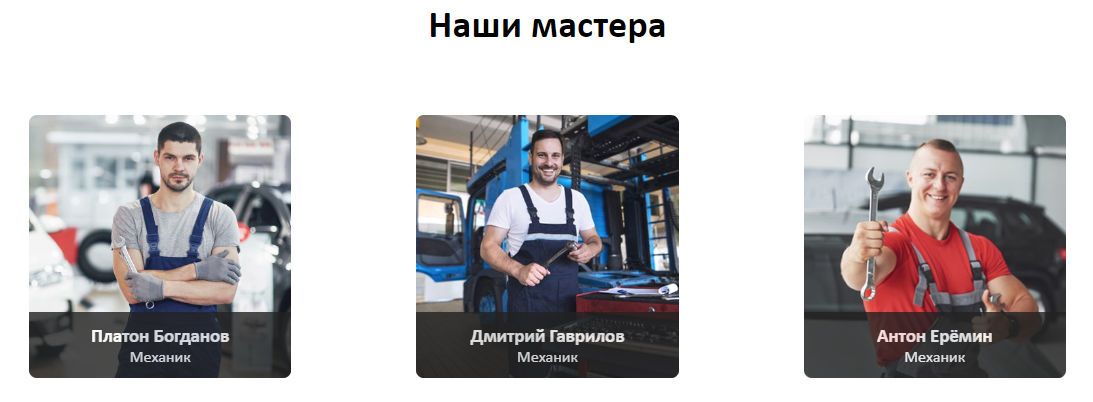 Наши мастера
Платон Богданов
Механик
Дмитрий Гаврилов
Механик
Антон Ерёмин
Механик